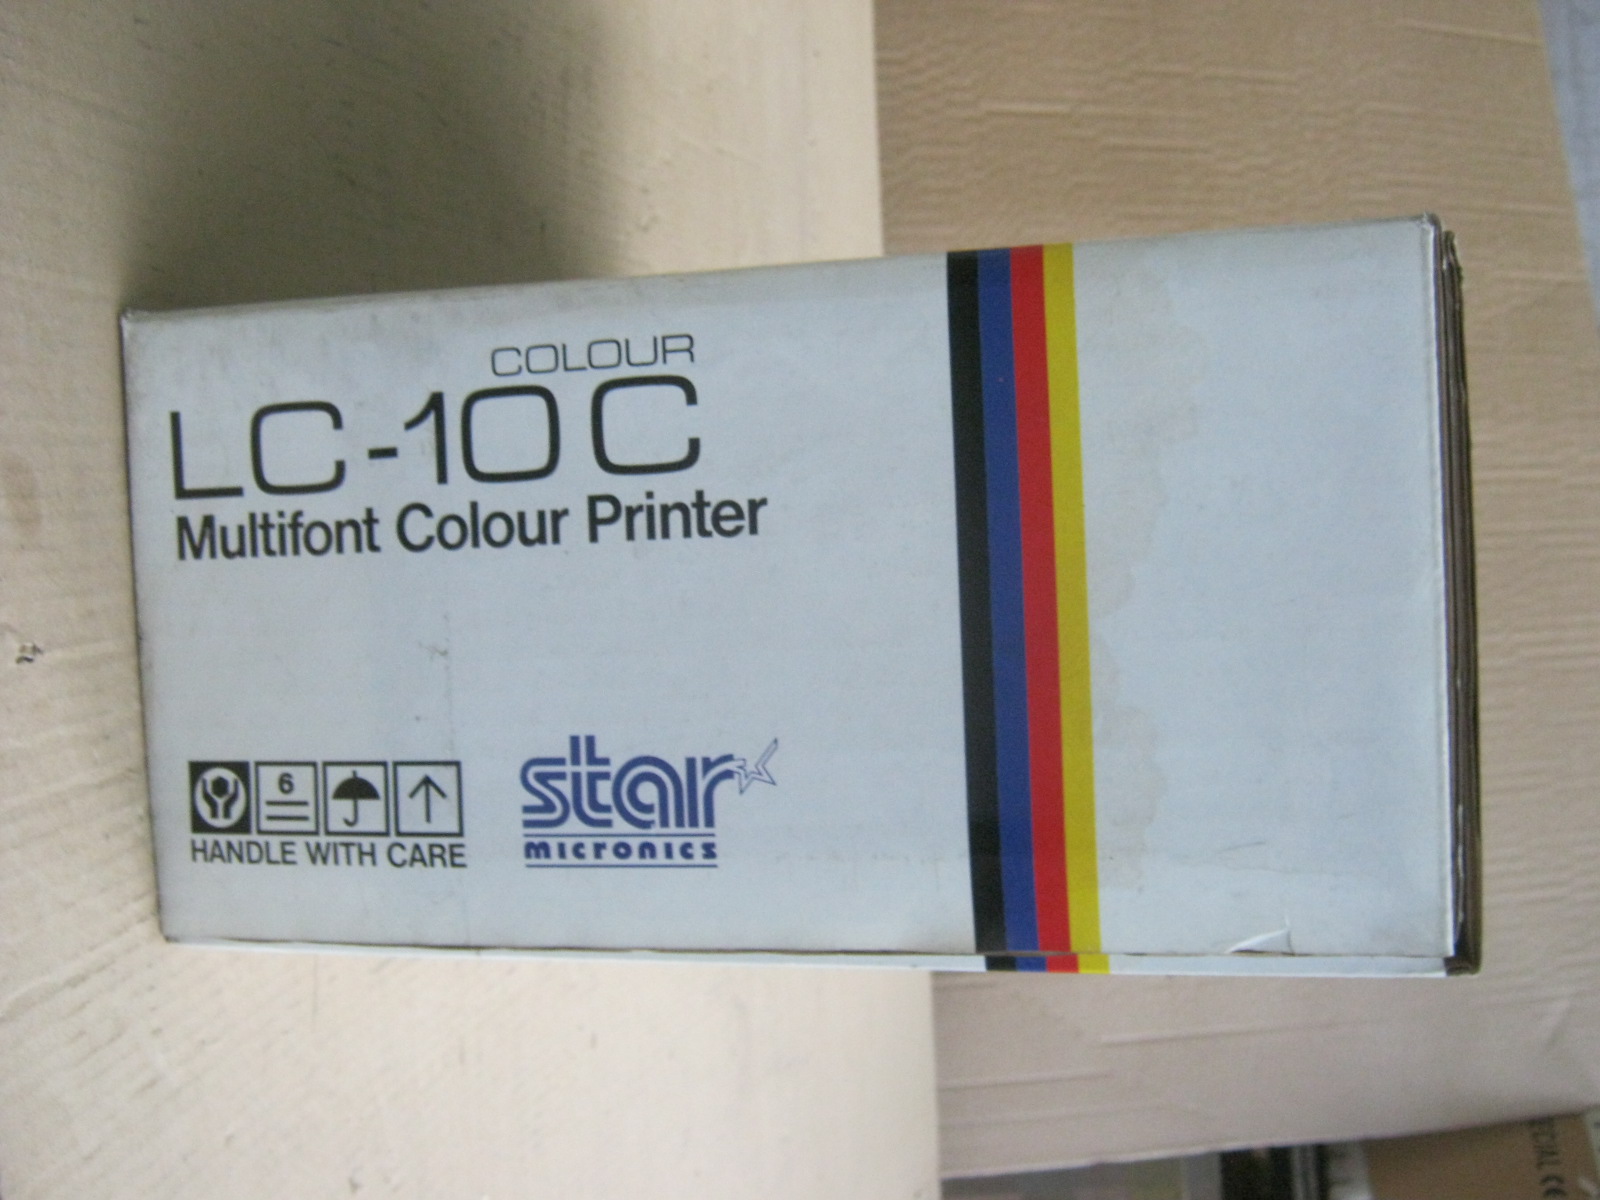 COLOUR
LC-10 C
Multifont Colour Printer
6
HANDLE WITH CARE
star
micronics